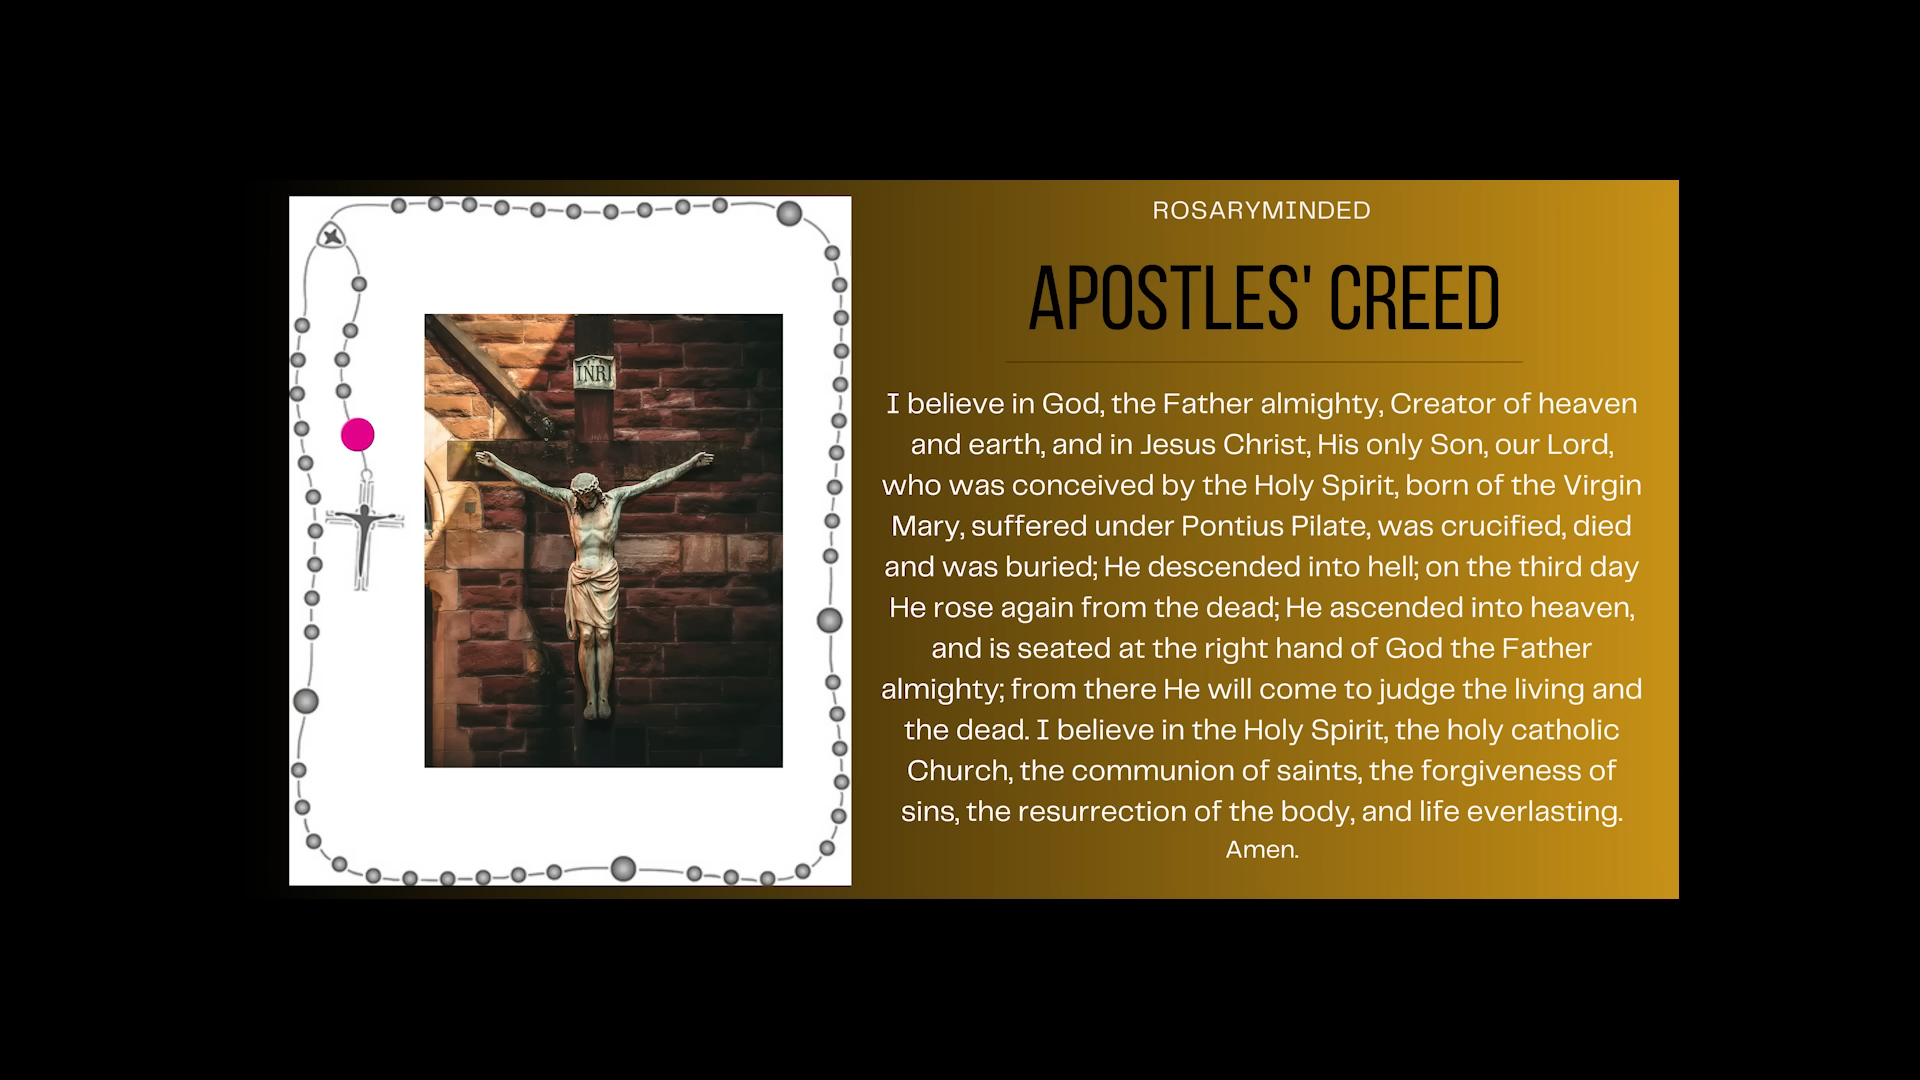 ROSARYMINDED
APOSTLES' CREED
INRI
I believe in God, the Father almighty, Creator of heaven
and earth, and in Jesus Christ, His only Son, our Lord,
who was conceived by the Holy Spirit, born of the Virgin
Mary, suffered under Pontius Pilate, was crucified, died
and was buried; He descended into hell; on the third day
He rose again from the dead; He ascended into heaven,
and is seated at the right hand of God the Father
almighty; from there He will come to judge the living and
the dead. I believe in the Holy Spirit, the holy catholic
Church, the communion of saints, the forgiveness of
sins, the resurrection of the body, and life everlasting.
Amen.